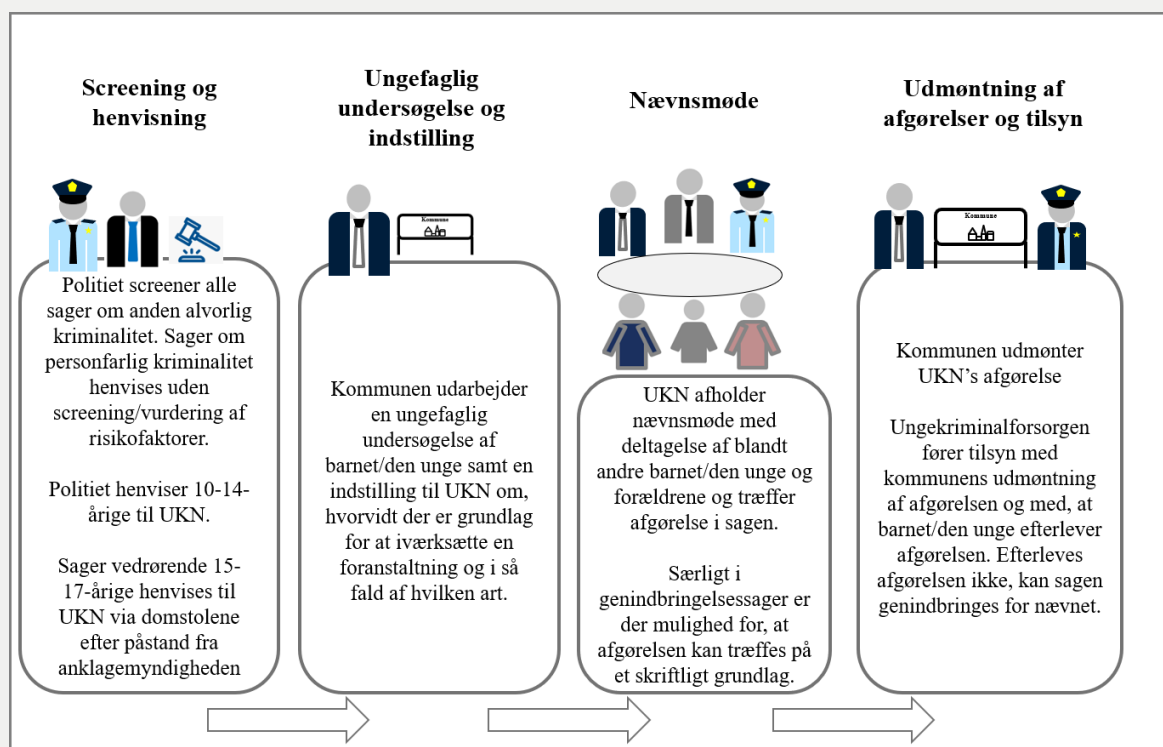 Screening og
henvisning
Politiet screener alle
sager om anden alvorlig
kriminalitet. Sager om
personfarlig kriminalitet
henvises uden
screening/vurdering af
risikofaktorer.
Politiet henviser 10-14-
årige til UKN.
Sager vedrørende 15-
17-årige henvises til
UKN via domstolene
efter påstand fra
anklagemyndigheden
Ungefaglig
undersøgelse og
indstilling
Kommune
Kommunen udarbejder
en ungefaglig
undersøgelse af
barnet/den unge samt en
indstilling til UKN om,
hvorvidt der er grundlag
for at iværksætte en
foranstaltning og i så
fald af hvilken art.
Nævnsmøde
UKN afholder
nævnsmøde med
deltagelse af blandt
andre barnet/den unge og
forældrene og træffer
afgørelse i sagen.
Særligt i
genindbringelsessager er
der mulighed for, at
afgørelsen kan træffes på
et skriftligt grundlag.
Udmøntning af
afgørelser og tilsyn
Kommune
Kommunen udmønter
UKN’s afgørelse
Ungekriminalforsorgen
fører tilsyn med
kommunens udmøntning
af afgørelsen og med, at
barnet/den unge efterlever
afgørelsen. Efterleves
afgørelsen ikke, kan sagen
genindbringes for nævnet.